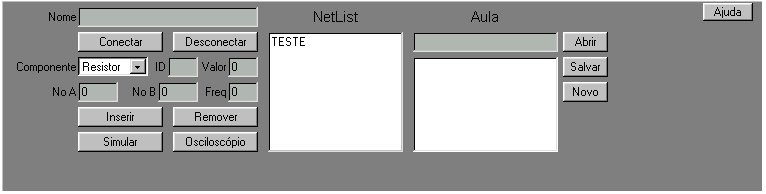 NetList Aula Ajuda
Nome
Conectar Desconectar TESTE Abrir
Componente Resistor ID Valor 0 Salvar
No A 0 No B 0 Freq 0 Novo
Inserir Remover
Simular Osciloscópio